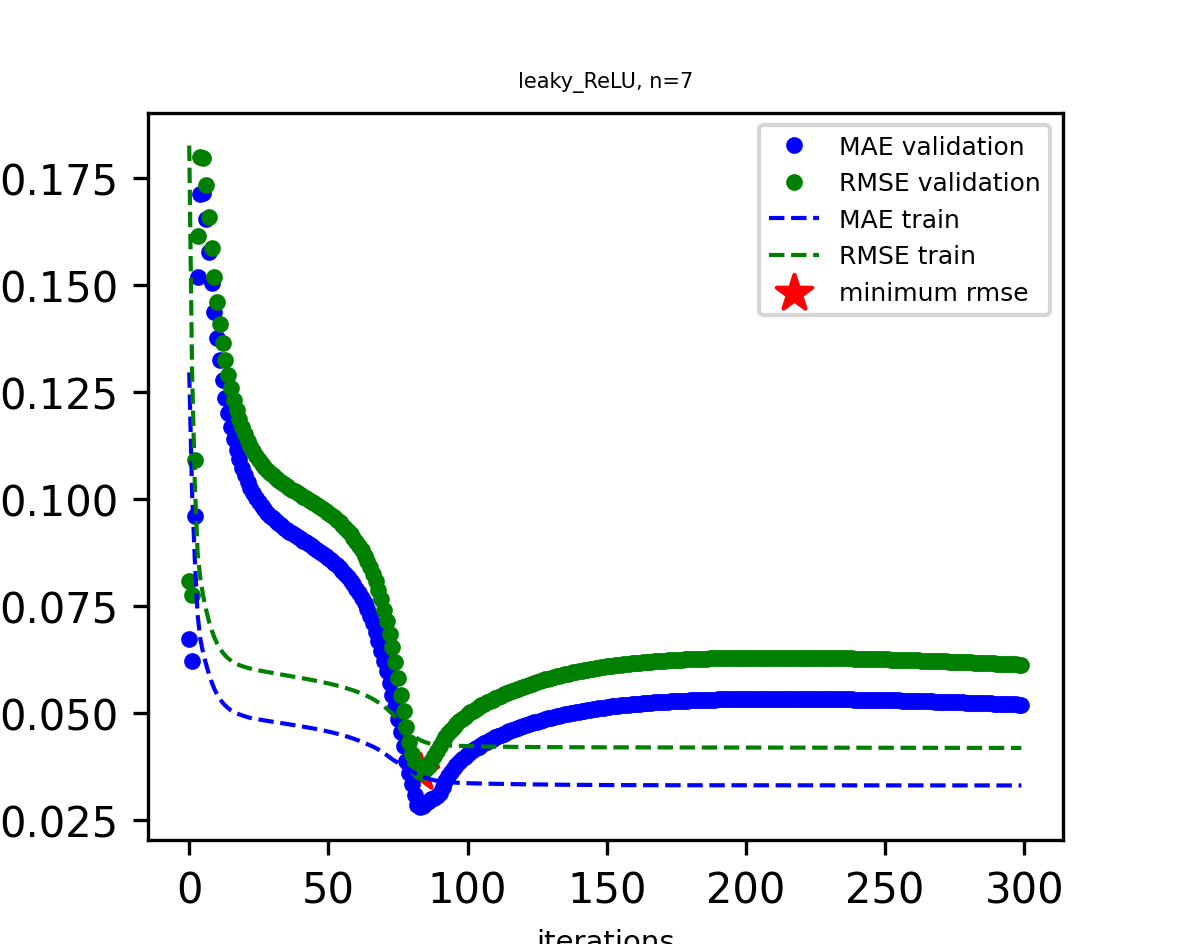 leaky_ReLU, n=7
MAE validation
RMSE validation
MAE train
RMSE train
minimum rmse
0.175
0.150
0.125
0.100
0.075
0.050
0.025
0 50 100 150 200 250 300
iterations